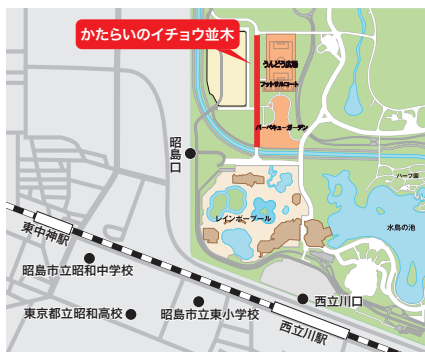 かたらいのイチョウ並木
うんどう広場
フットサルコート
バーベキューガーデン
昭島口
ハーブ園
レインボープール
水鳥の池
東中神駅
昭島市立昭和中学校
西立川口
東京都立昭和高校
昭島市立東小学校
西立川駅